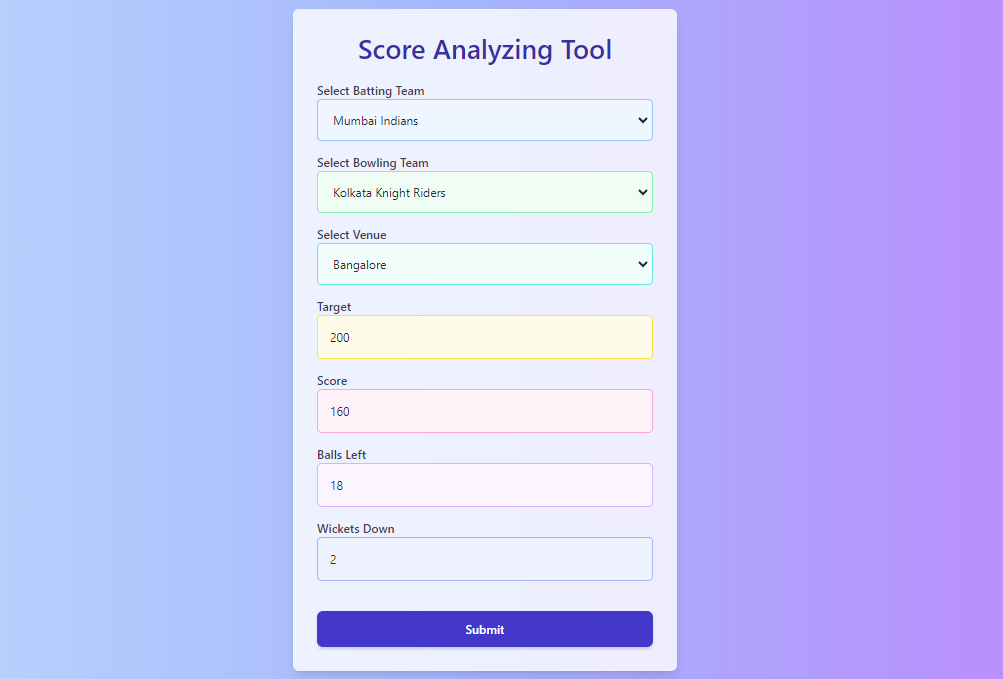 Score Analyzing Tool
Select Batting Team
Mumbai Indians
Select Bowling Team
Kolkata Knight Riders
Select Venue
Bangalore
Target
200
Score
160
Balls Left
18
Wickets Down
2
Submit